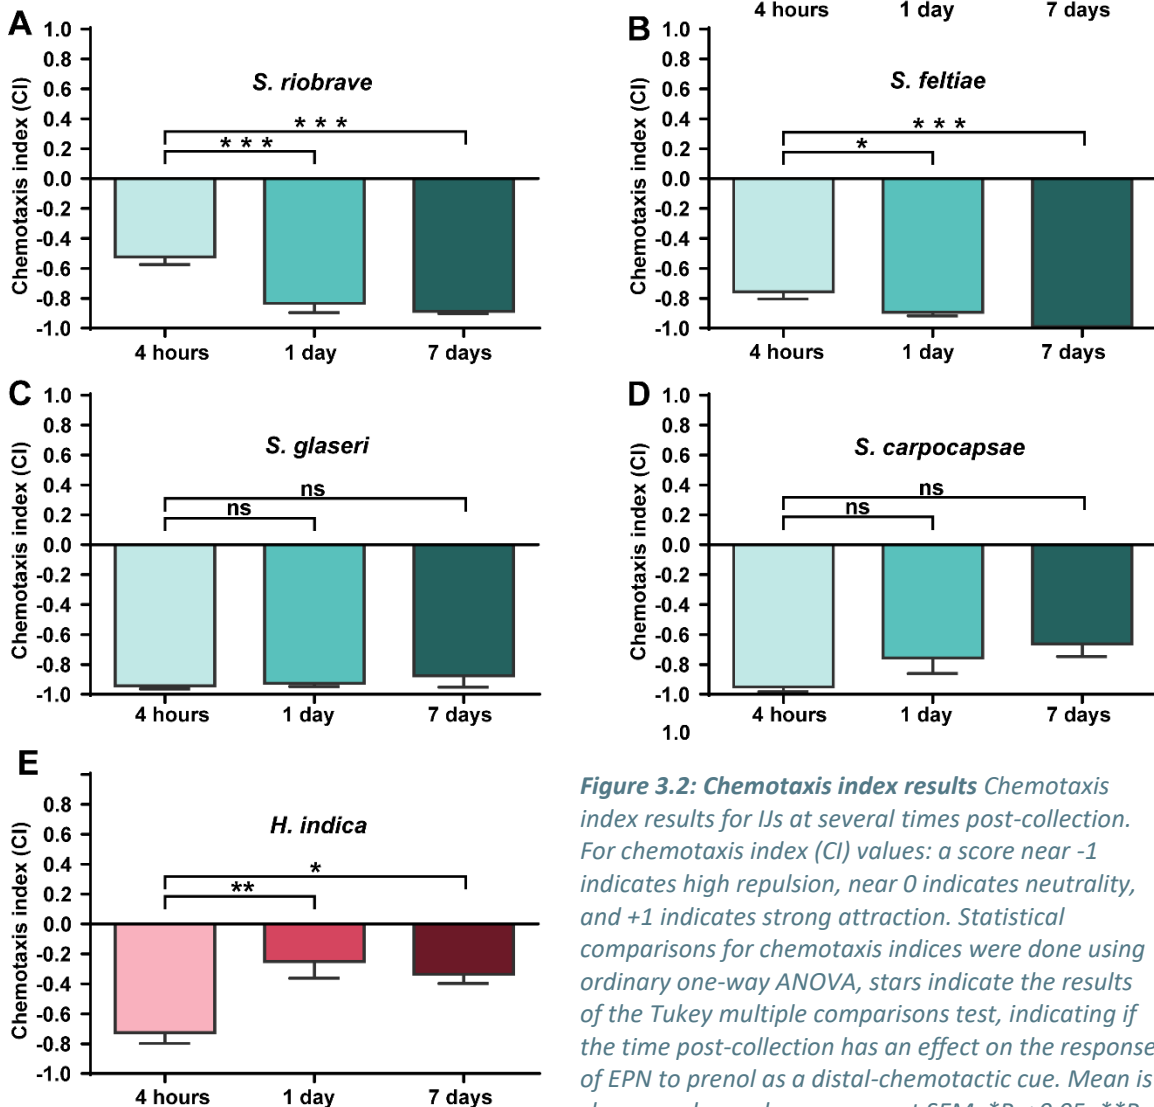 4 hours 1 day 7 days
A
1.0
0.8
0.6
0.4
0.2
0.0
-0.2
-0.4
-0.6
-0.8
-1.0
Chemotaxis index (CI)
S. riobrave
* * *
* * *
4 hours 1 day 7 days
B
1.0
0.8
0.6
0.4
0.2
0.0
-0.2
-0.4
-0.6
-0.8
-1.0
Chemotaxis index (CI)
S. feltiae
* * *
*
4 hours 1 day 7 days
C
1.0
0.8
0.6
0.4
0.2
0.0
-0.2
-0.4
-0.6
-0.8
-1.0
Chemotaxis index (CI)
S. glaseri
ns
ns
4 hours 1 day 7 days
D
1.0
0.8
0.6
0.4
0.2
0.0
-0.2
-0.4
-0.6
-0.8
-1.0
Chemotaxis index (CI)
S. carpocapsae
ns
ns
4 hours 1 day 7 days
1.0
E
0.8
0.6
0.4
0.2
0.0
-0.2
-0.4
-0.6
-0.8
-1.0
Chemotaxis index (CI)
H. indica
*
**
4 hours 1 day 7 days
Figure 3.2: Chemotaxis index results Chemotaxis
index results for IJs at several times post-collection.
For chemotaxis index (CI) values: a score near -1
indicates high repulsion, near 0 indicates neutrality,
and +1 indicates strong attraction. Statistical
comparisons for chemotaxis indices were done using
ordinary one-way ANOVA, stars indicate the results
of the Tukey multiple comparisons test, indicating if
the time post-collection has an effect on the response
of EPN to prenol as a distal-chemotactic cue. Mean is